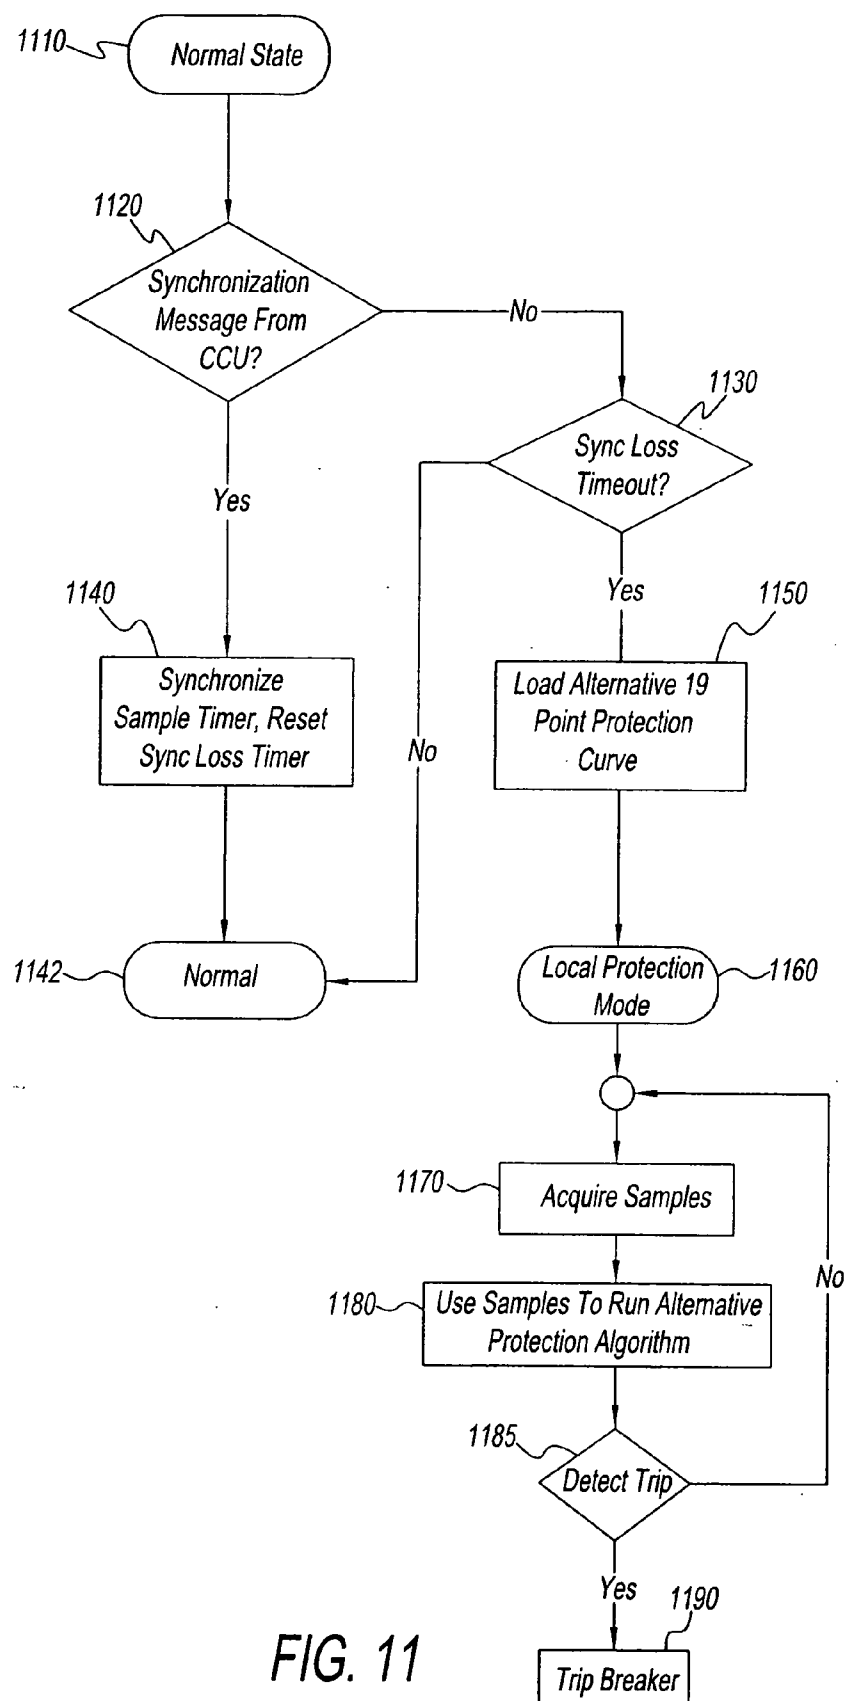 1110
Normal State
1120
Synchronization
Message From
CCU?
No
1130
Sync Loss
Timeout?
Yes
Yes
1140
Synchronize
Sample Timer, Reset
Sync Loss Timer
1150
Load Alternative 19
Point Protection
Curve
No
1142
Normal
Local Protection
Mode
1160
1170
Acquire Samples
1180
Use Samples To Run Alternative
Protection Algorithm
No
1185
Detect Trip
Yes
1190
Trip Breaker
FIG. 11